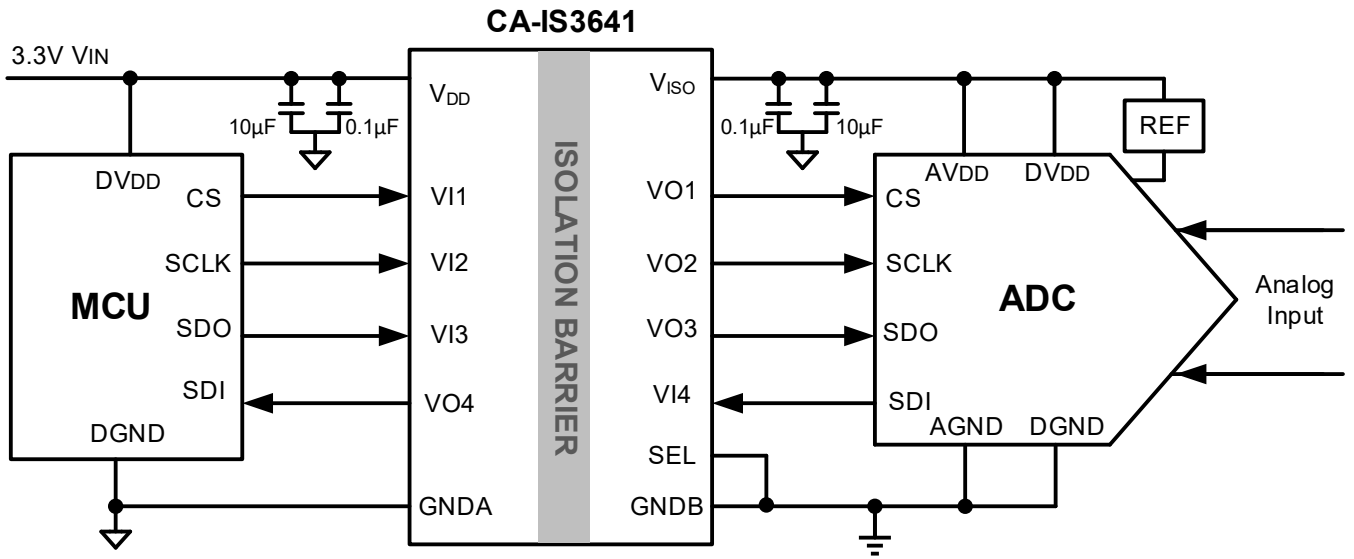 CA-IS3641
3.3V VIN
VDD
VISO
10µF
0.1µF
0.1µF
10µF
REF
ISOLATION BARRIER
DVDD
AVDD
DVDD
CS
VI1
VO1
CS
SCLK
VI2
VO2
SCLK
MCU
ADC
Analog
Input
SDO
VI3
VO3
SDO
SDI
VO4
VI4
SDI
DGND
AGND
DGND
SEL
GNDA
GNDB